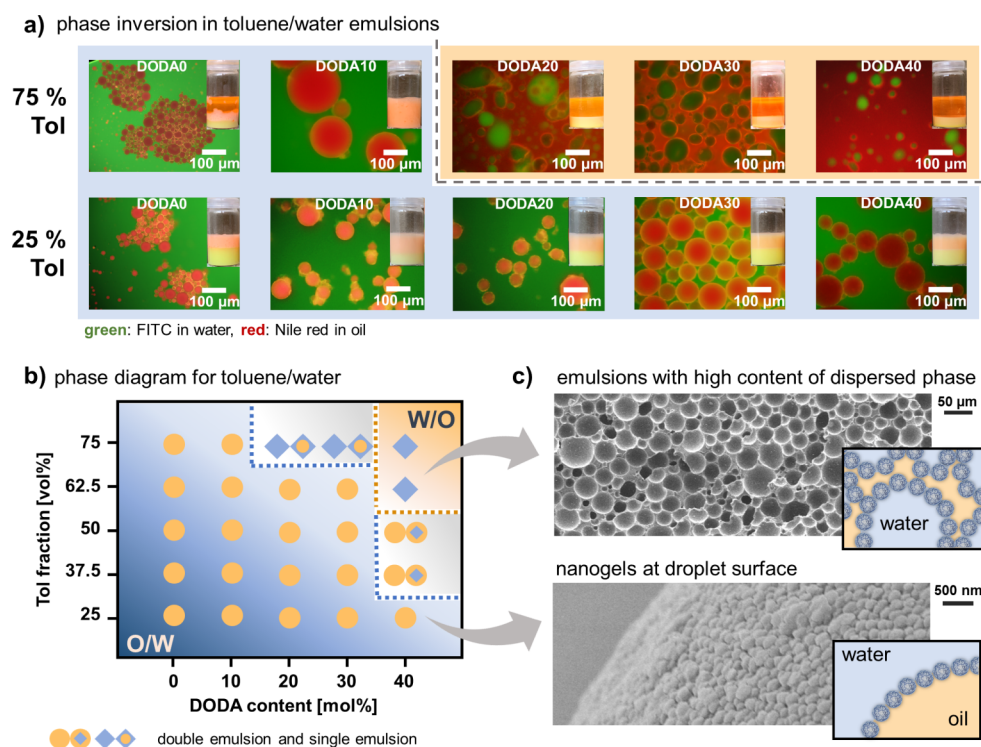 a) phase inversion in toluene/water emulsions
75 %
Tol
DODA0
100 µm
DODA10
100 µm
DODA20
100 µm
DODA30
100 µm
DODA40
100 µm
25 %
Tol
DODA0
100 µm
DODA10
100 µm
DODA20
100 µm
DODA30
100 µm
DODA40
100 µm
green: FITC in water, red: Nile red in oil
b) phase diagram for toluene/water
Tol fraction [vol%]
75
62.5
50
37.5
25
W/O
O/W
0 10 20 30 40
DODA content [mol%]
double emulsion and single emulsion
c) emulsions with high content of dispersed phase
50 µm
water
oil
nanogels at droplet surface
500 nm
water
oil